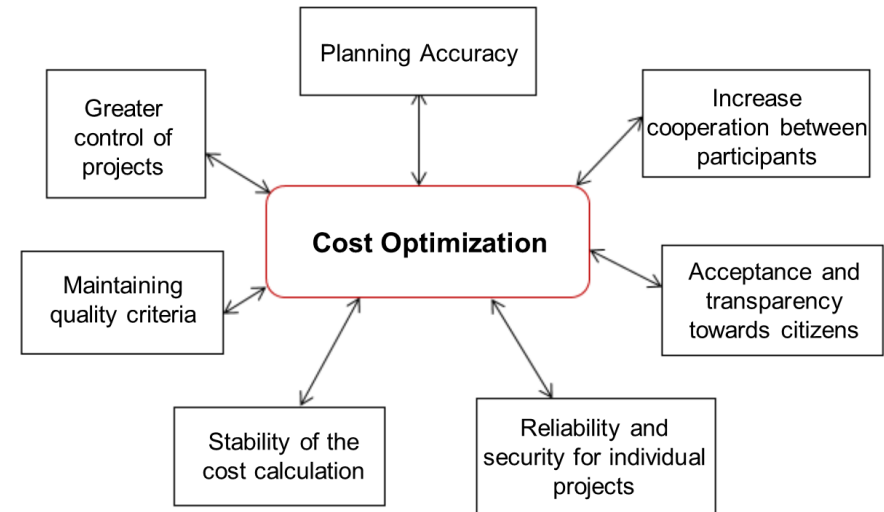 Planning Accuracy
Greater
control of
projects
Increase
cooperation between
participants
Cost Optimization
Maintaining
quality criteria
Acceptance and
transparency
towards citizens
Stability of the
cost calculation
Reliability and
security for individual
projects